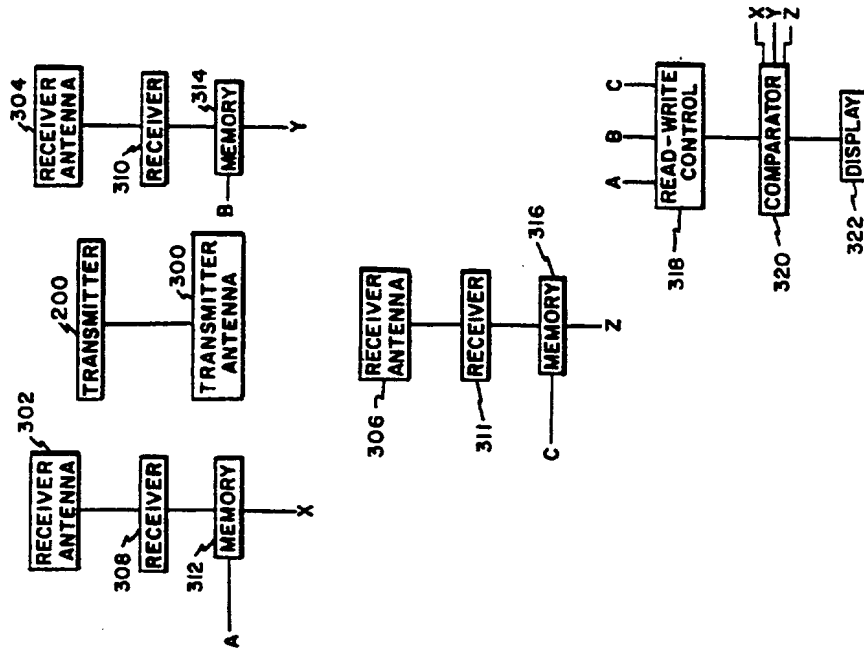 302
RECEIVER
ANTENNA
308
RECEIVER
312
MEMORY
A
X
200
TRANSMITTER
300
TRANSMITTER
ANTENNA
304
RECEIVER
ANTENNA
310
RECEIVER
314
MEMORY
B
Y
306
RECEIVER
ANTENNA
311
RECEIVER
316
MEMORY
C
Z
A B C
318
READ-WRITE
CONTROL
320
COMPARATOR
X
Y
Z
322
DISPLAY